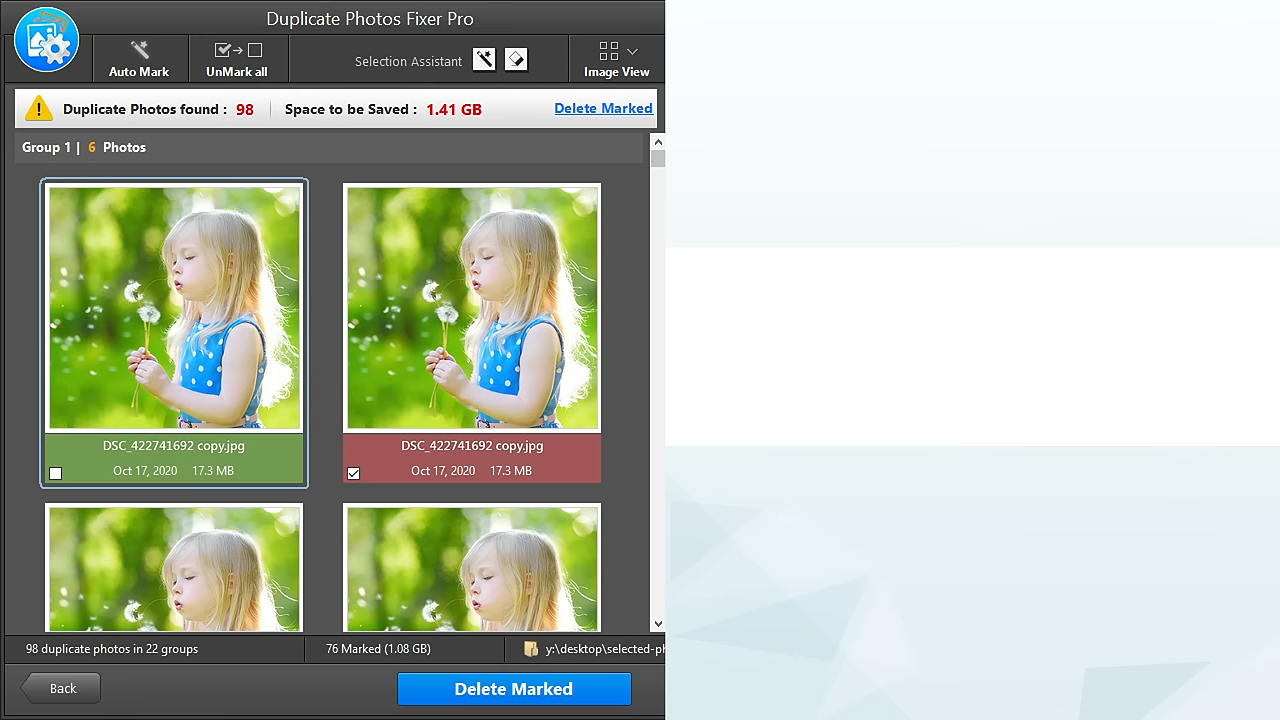 Duplicate Photos Fixer Pro
Auto Mark
UnMark all
Selection Assistant
Image View
Duplicate Photos found : 98
Space to be Saved : 1.41 GB
Delete Marked
Group 1 | 6 Photos
DSC_422741692 copy.jpg
Oct 17, 2020 17.3 MB
DSC_422741692 copy.jpg
Oct 17, 2020 17.3 MB
98 duplicate photos in 22 groups
76 Marked (1.08 GB)
y:\desktop\selected-p
Back
Delete Marked